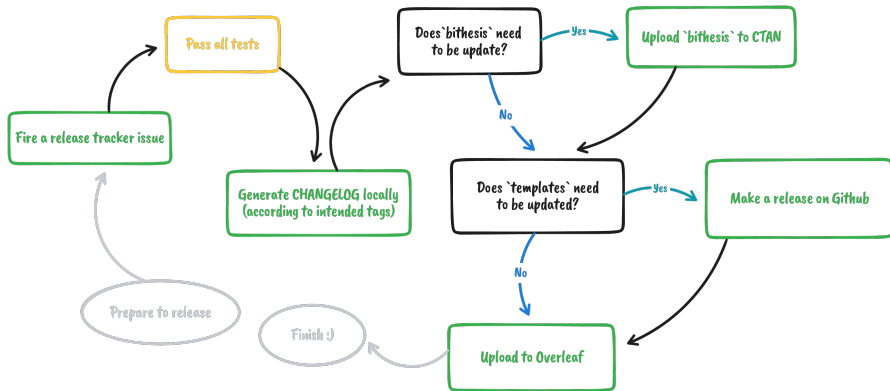 Prepare to release
Fire a release tracker issue
Pass all tests
Generate CHANGELOG locally
(according to intended tags)
Does`bithesis` need
to be update?
Yes
Upload `bithesis` to CTAN
No
Does `templates` need
to be updated?
Yes
Make a release on Github
No
Upload to Overleaf
Finish :)